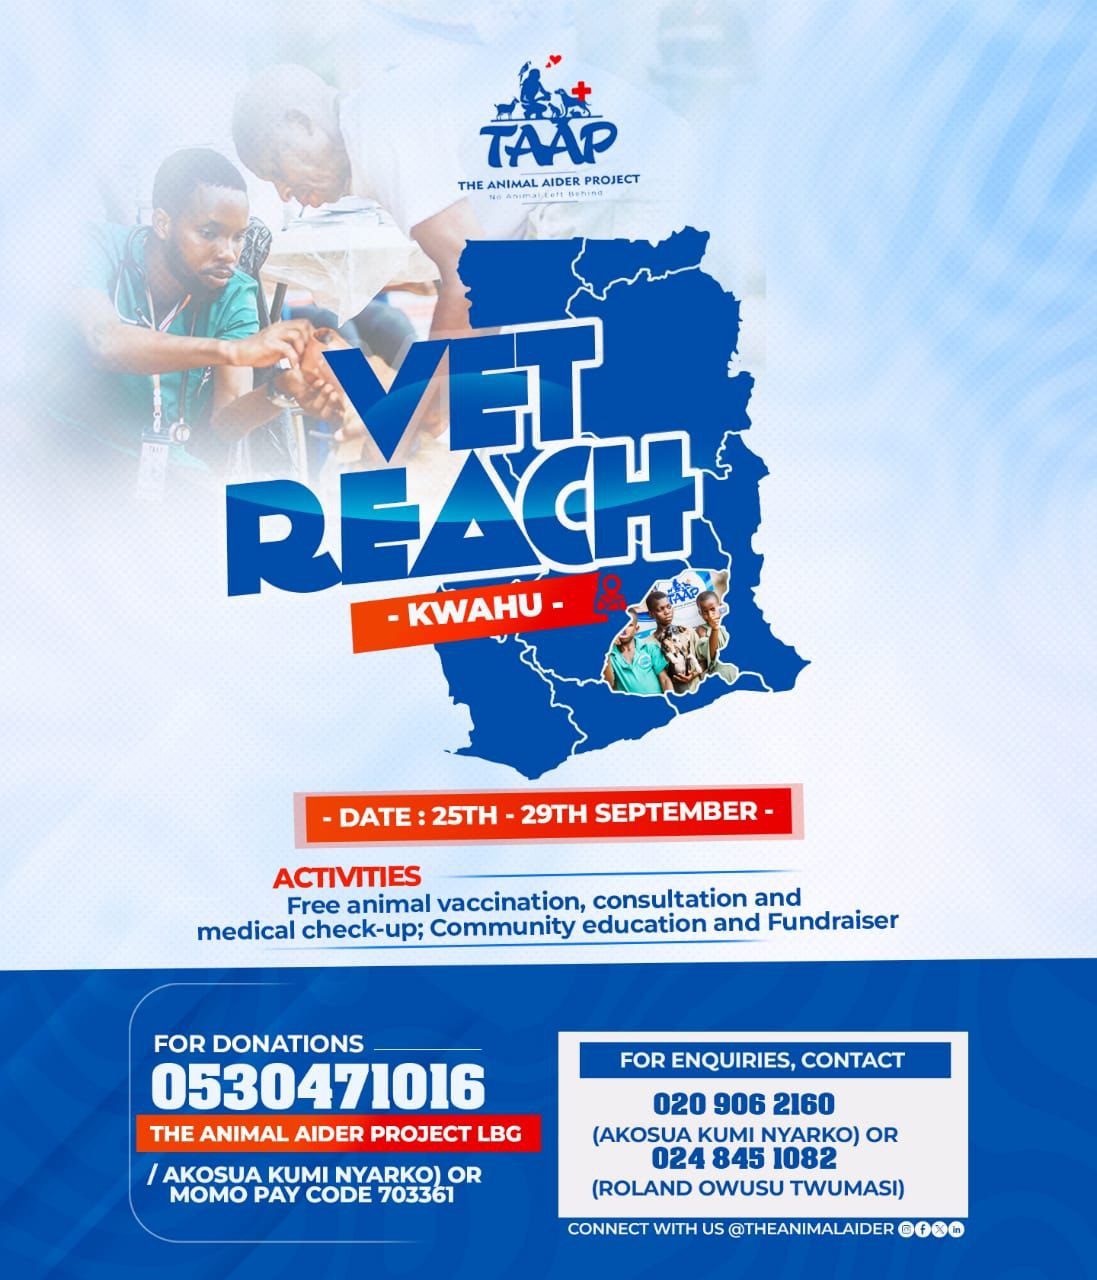 TAAP
THE ANIMAL AIDER PROJECT
No Animal Left Behind
VET
REACH
- KWAHU -
TAAP
- DATE : 25TH - 29TH SEPTEMBER -
ACTIVITIES
Free animal vaccination, consultation and
medical check-up; Community education and Fundraiser
FOR DONATIONS
0530471016
THE ANIMAL AIDER PROJECT LBG
/ AKOSUA KUMI NYARKO) OR
MOMO PAY CODE 703361
FOR ENQUIRIES, CONTACT
020 906 2160
(AKOSUA KUMI NYARKO) OR
024 845 1082
(ROLAND OWUSU TWUMASI)
CONNECT WITH US @THEANIMALAIDER